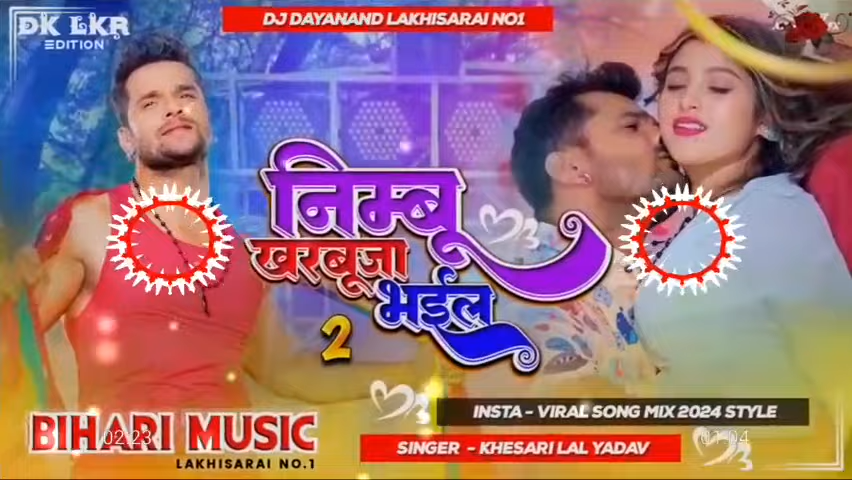 DK LKR
EDITION
DJ DAYANAND LAKHISARAI NO1
निम्बू
खरबूजा
भईल
2
INSTA - VIRAL SONG MIX 2024 STYLE
BIHARI MUSIC
02:23
01:04
SINGER - KHESARI LAL YADAV
LAKHISARAI NO.1